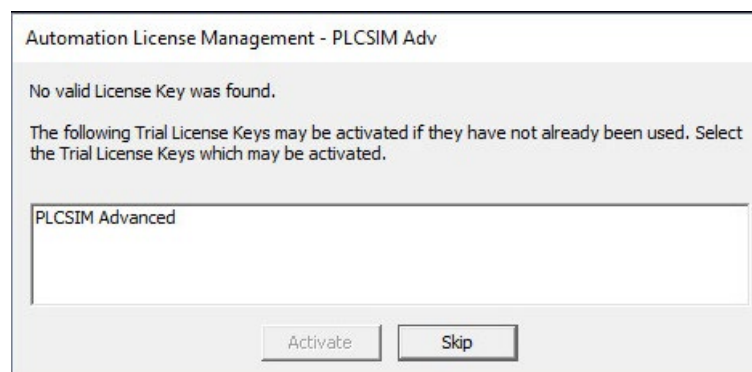 Automation License Management - PLCSIM Adv
No valid License Key was found.
The following Trial License Keys may be activated if they have not already been used. Select
the Trial License Keys which may be activated.
PLCSIM Advanced
Activate
Skip